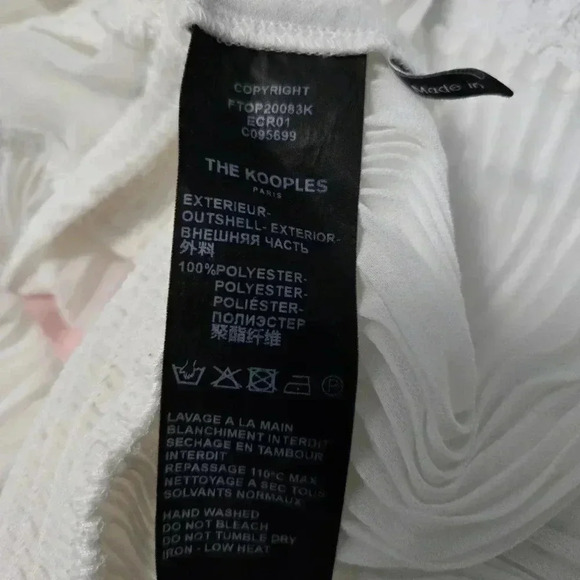 COPYRIGHT
FTOP20083K
ECR01
C095699
Made in
THE KOOPLES
PARIS
EXTERIEUR-
OUTSHELL- EXTERIOR-
ВНЕШНЯЯ ЧАСТЬ
外料
100%POLYESTER-
POLYESTER-
POLIÉSTER-
ПОЛИЭСТЕР
聚酯纤维
P
LAVAGE A LA MAIN
BLANCHIMENT INTERDIT
SECHAGE EN TAMBOUR
INTERDIT
REPASSAGE 110°C MAX
NETTOYAGE A SEC TOUS
SOLVANTS NORMAUX
HAND WASHED
DO NOT BLEACH
DO NOT TUMBLE DRY
IRON - LOW HEAT